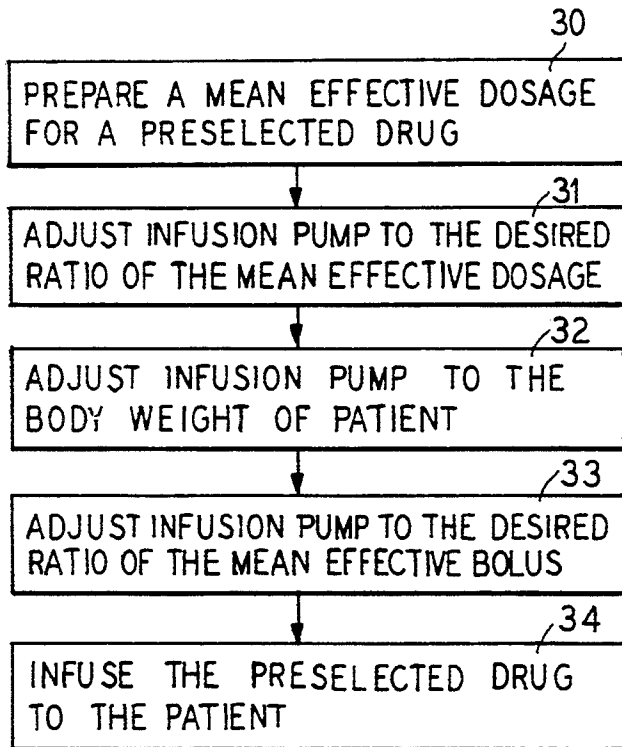 30
PREPARE A MEAN EFFECTIVE DOSAGE
FOR A PRESELECTED DRUG
31
ADJUST INFUSION PUMP TO THE DESIRED
RATIO OF THE MEAN EFFECTIVE DOSAGE
32
ADJUST INFUSION PUMP TO THE
BODY WEIGHT OF PATIENT
33
ADJUST INFUSION PUMP TO THE DESIRED
RATIO OF THE MEAN EFFECTIVE BOLUS
34
INFUSE THE PRESELECTED DRUG
TO THE PATIENT